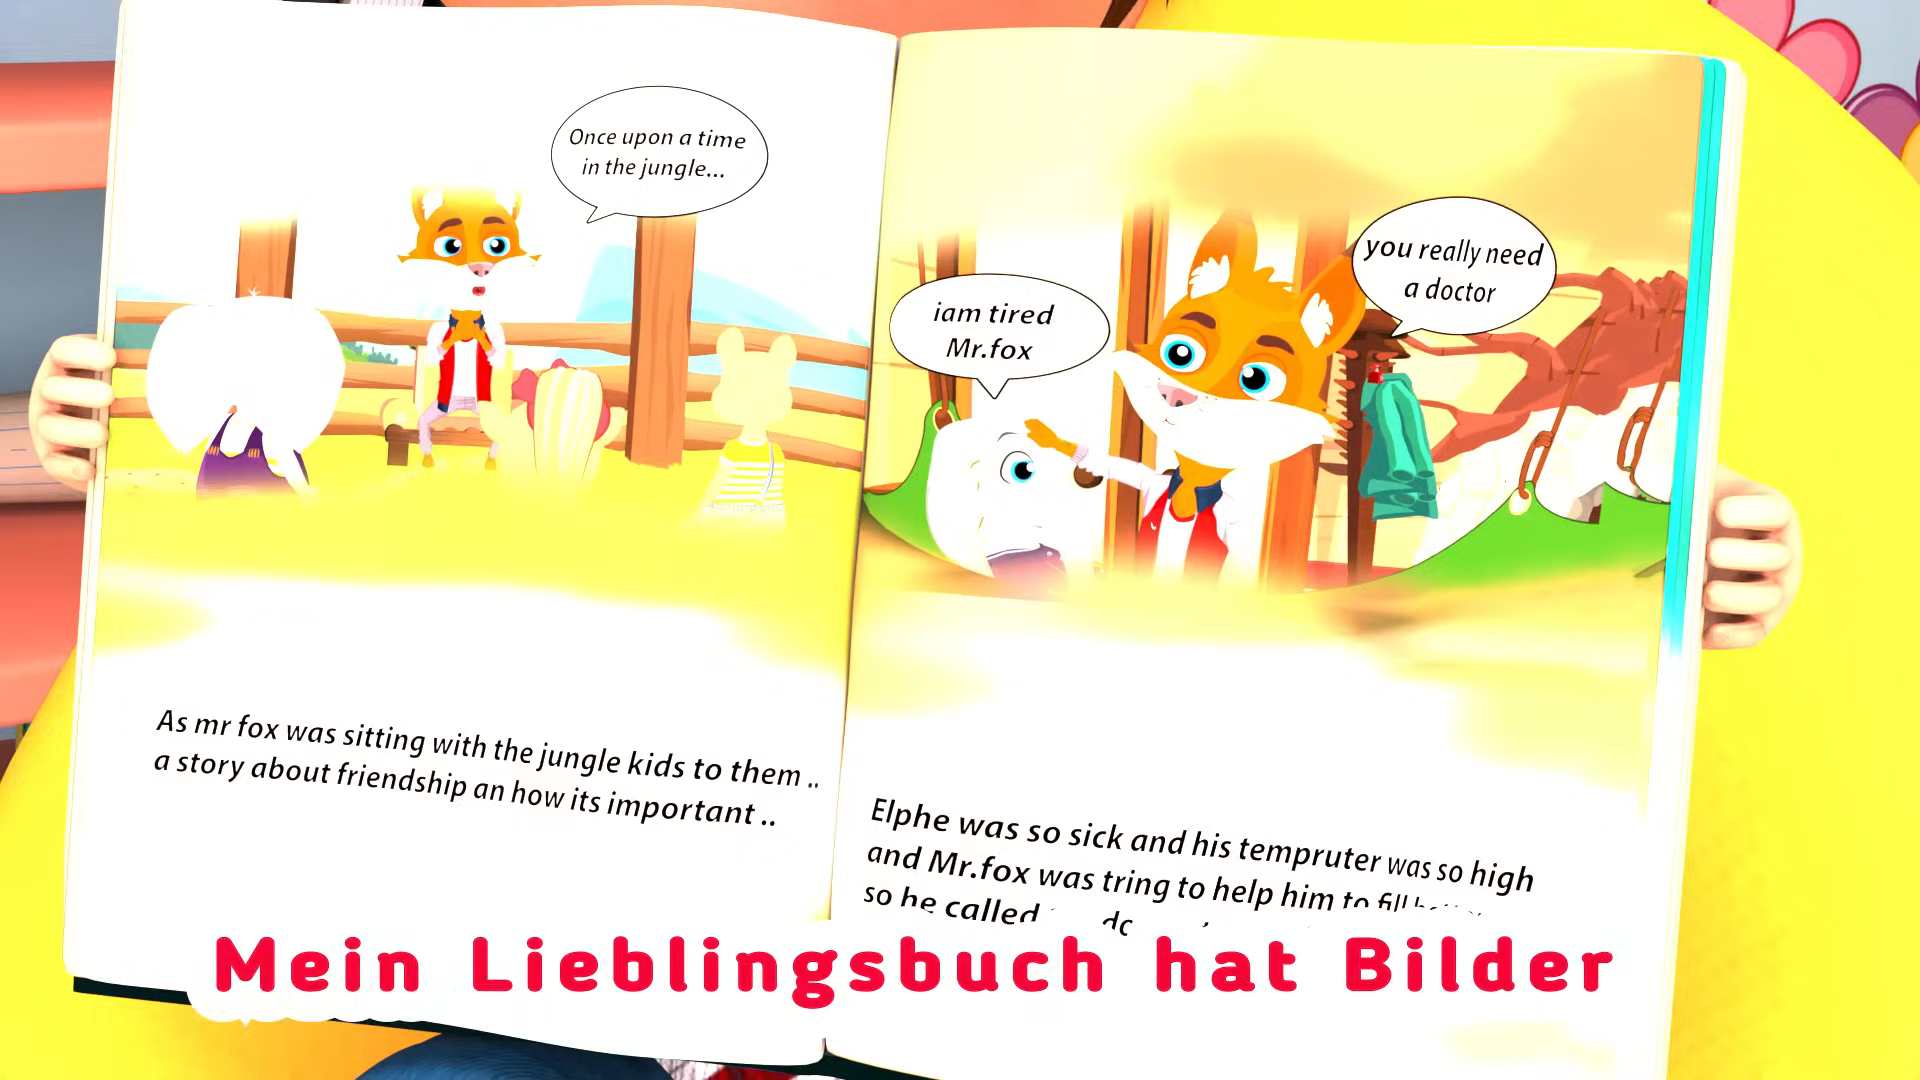 Once upon a time
in the jungle...
As mr fox was sitting with the jungle kids to them ..
a story about friendship an how its important ..
iam tired
Mr.fox
you really need
a doctor
Elphe was so sick and his tempruter was so high
and Mr.fox was tring to help him to fill
so he called
Mein Lieblingsbuch hat Bilder